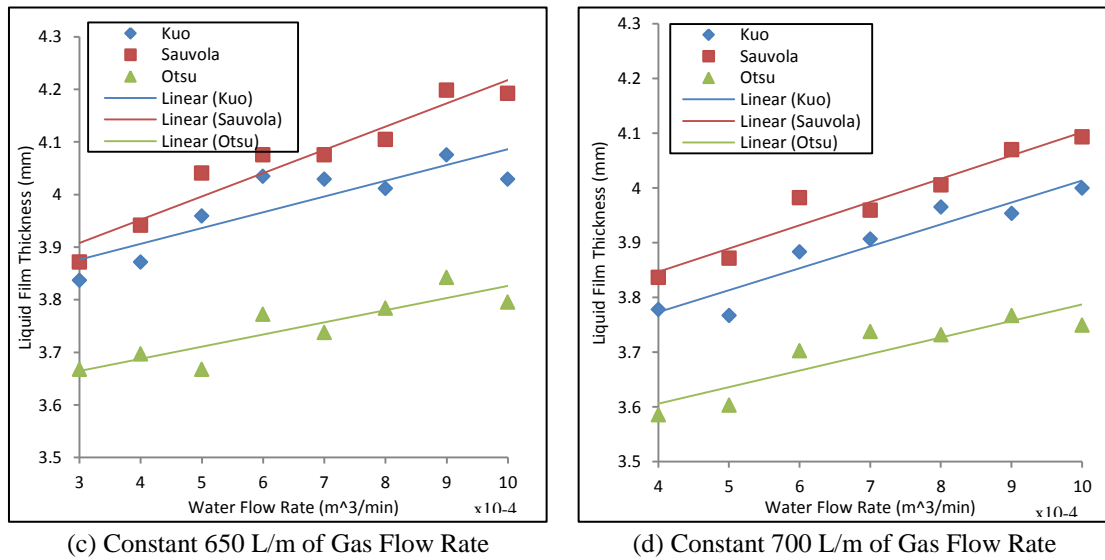 4.3
4.2
4.1
4
3.9
3.8
3.7
3.6
3.5
Liquid Film Thickness (mm)
Kuo
Sauvola
Otsu
Linear (Kuo)
Linear (Sauvola)
Linear (Otsu)
3 4 5 6 7 8 9 10
Water Flow Rate (m^3/min) x10-4
(c) Constant 650 L/m of Gas Flow Rate
4.3
4.2
4.1
4
3.9
3.8
3.7
3.6
3.5
Liquid Film Thickness (mm)
Kuo
Sauvola
Otsu
Linear (Kuo)
Linear (Sauvola)
Linear (Otsu)
4 5 6 7 8 9 10
Water Flow Rate (m^3/min) x10-4
(d) Constant 700 L/m of Gas Flow Rate